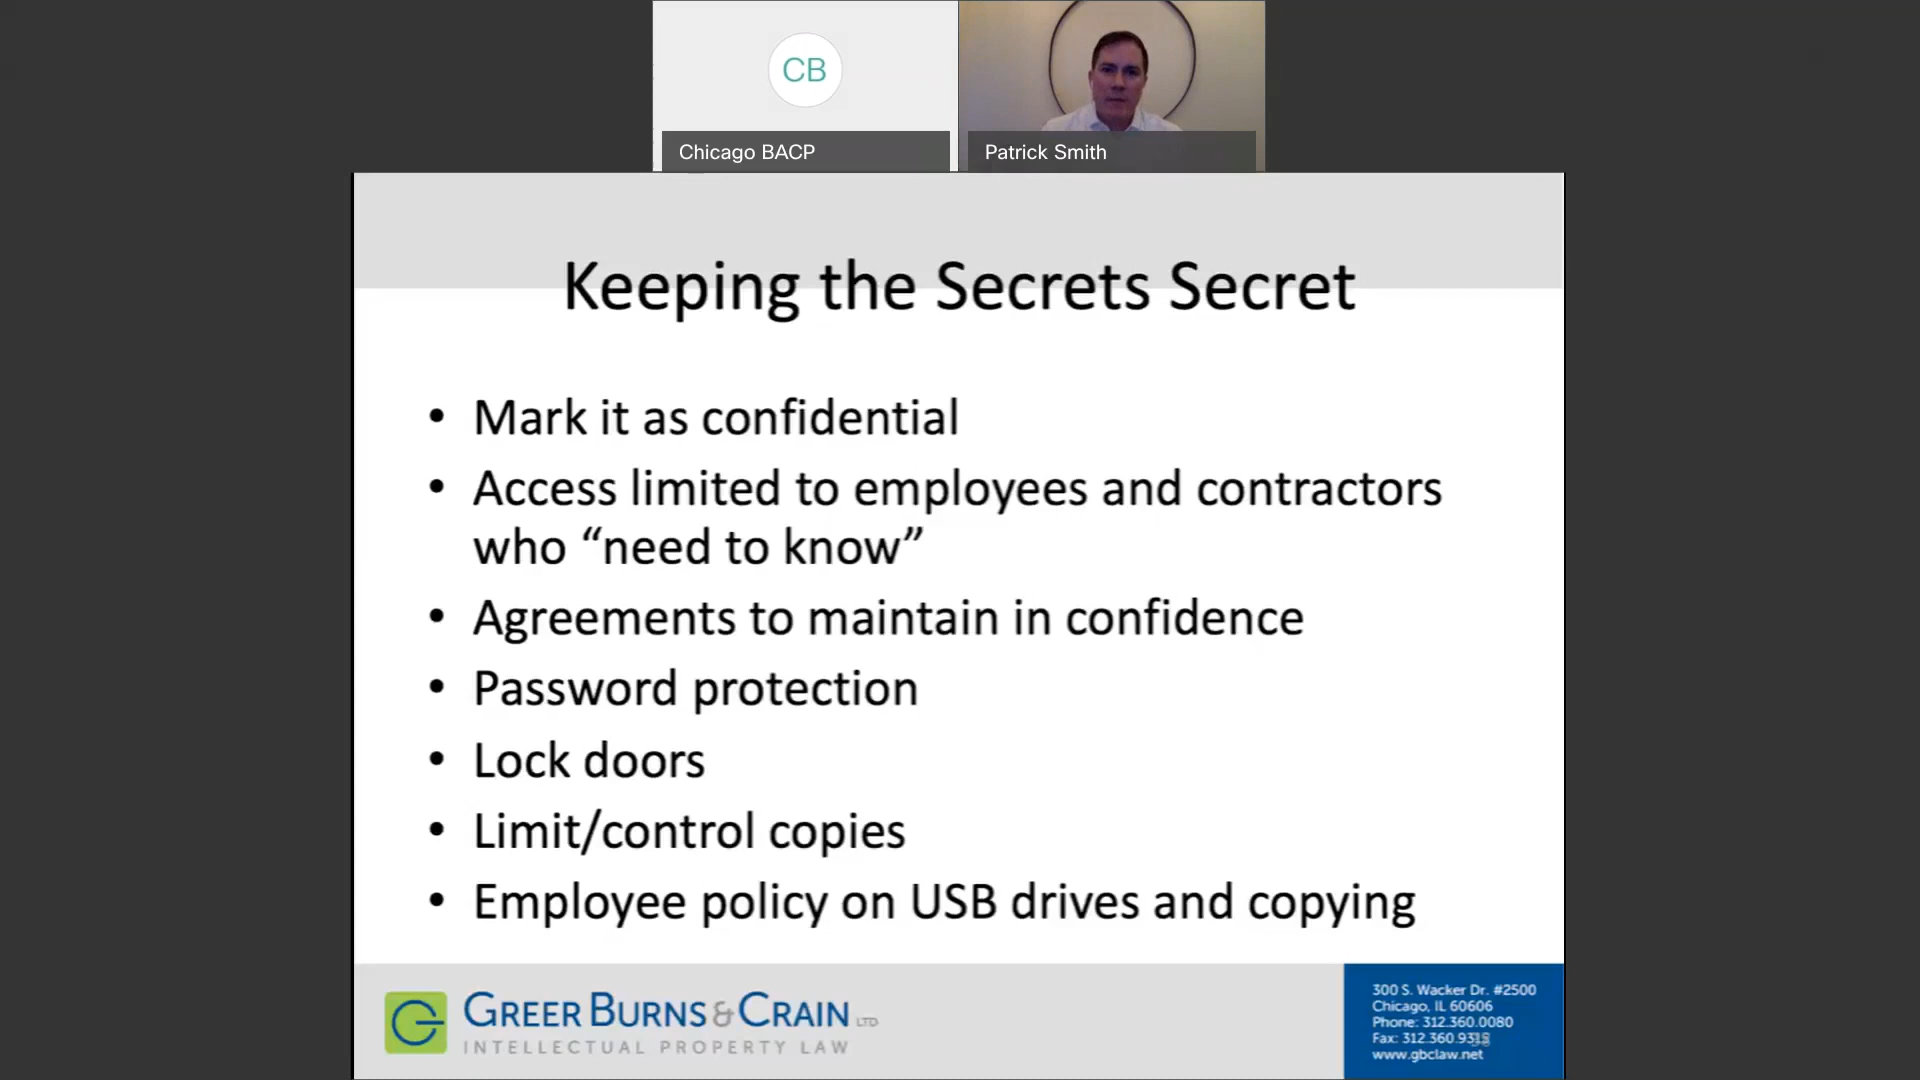 CB
Chicago BACP
Patrick Smith
Keeping the Secrets Secret
• Mark it as confidential
• Access limited to employees and contractors
who “need to know”
• Agreements to maintain in confidence
• Password protection
• Lock doors
• Limit/control copies
• Employee policy on USB drives and copying
GREER BURNS & CRAIN LTD
INTELLECTUAL PROPERTY LAW
300 S. Wacker Dr. #2500
Chicago, IL 60606
Phone: 312.360.0080
Fax:
www.gbclaw.net